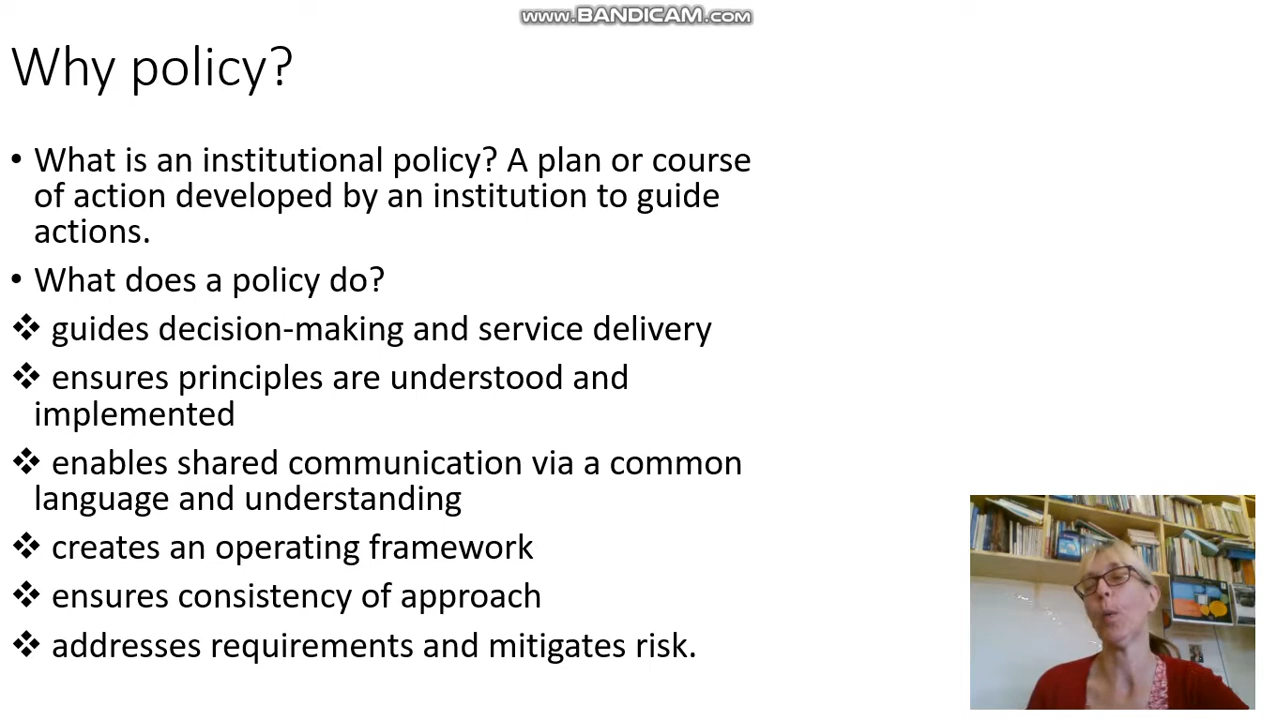 www.BANDICAM.com
Why policy?
• What is an institutional policy? A plan or course
of action developed by an institution to guide
actions.
• What does a policy do?
❖ guides decision-making and service delivery
❖ ensures principles are understood and
implemented
❖ enables shared communication via a common
language and understanding
❖ creates an operating framework
❖ ensures consistency of approach
❖ addresses requirements and mitigates risk.